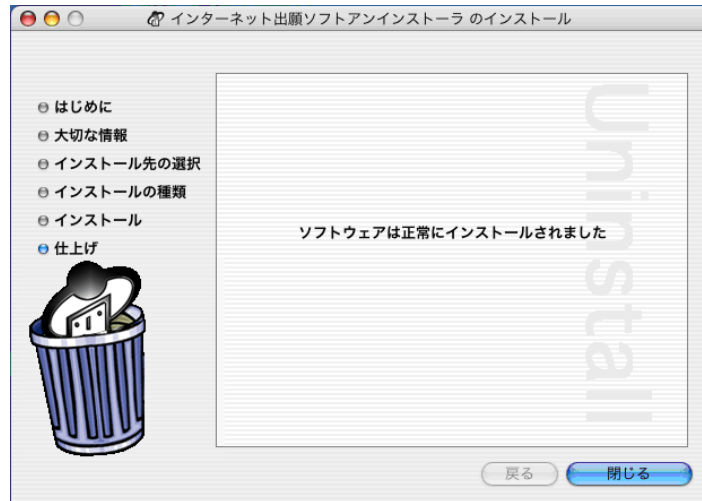 インターネット出願ソフトアンインストーラ のインストール
はじめに
大切な情報
インストール先の選択
インストールの種類
インストール
仕上げ
ソフトウェアは正常にインストールされました
Uninstall
戻る
閉じる